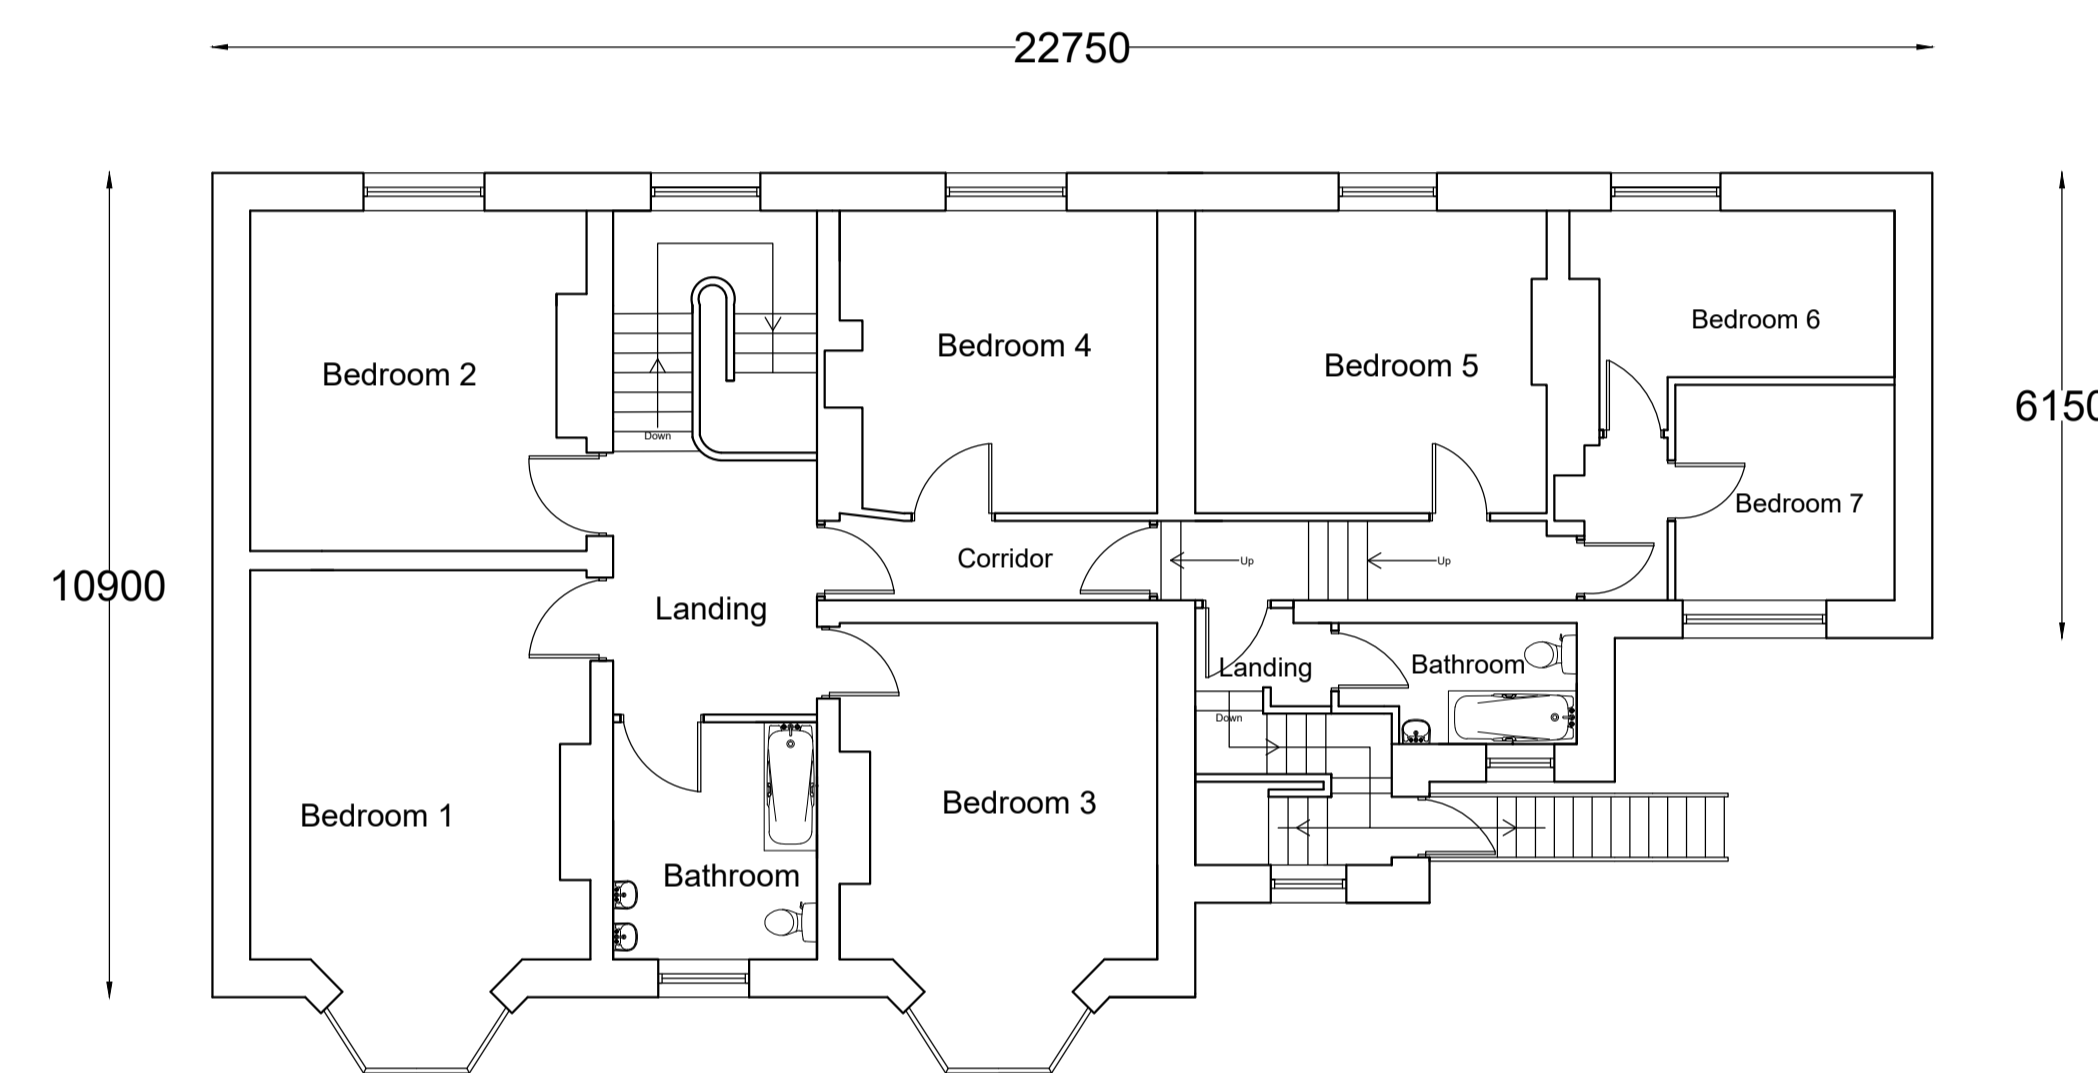 22750
Bedroom 2
Down
Bedroom 4
Bedroom 5
Bedroom 6
6150
Bedroom 7
10900
Landing
Corridor
Up
Up
Landing
Bathroom
Down
Bedroom 1
Bathroom
Bedroom 3